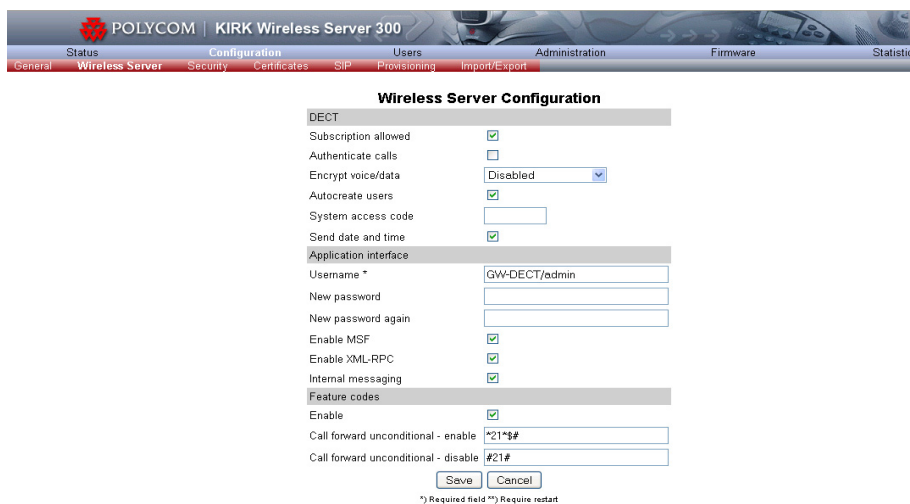 POLYCOM | KIRK Wireless Server 300
Status Configuration Users Administration Firmware Statistic
General Wireless Server Security Certificates SIP Provisioning Import/Export
Wireless Server Configuration
DECT
Subscription allowed
Authenticate calls
Encrypt voice/data Disabled
Autocreate users
System access code
Send date and time
Application interface
Username * GW-DECT/admin
New password
New password again
Enable MSF
Enable XML-RPC
Internal messaging
Feature codes
Enable
Call forward unconditional - enable *21*$#
Call forward unconditional - disable #21#
Save Cancel
*) Required field **) Require restart